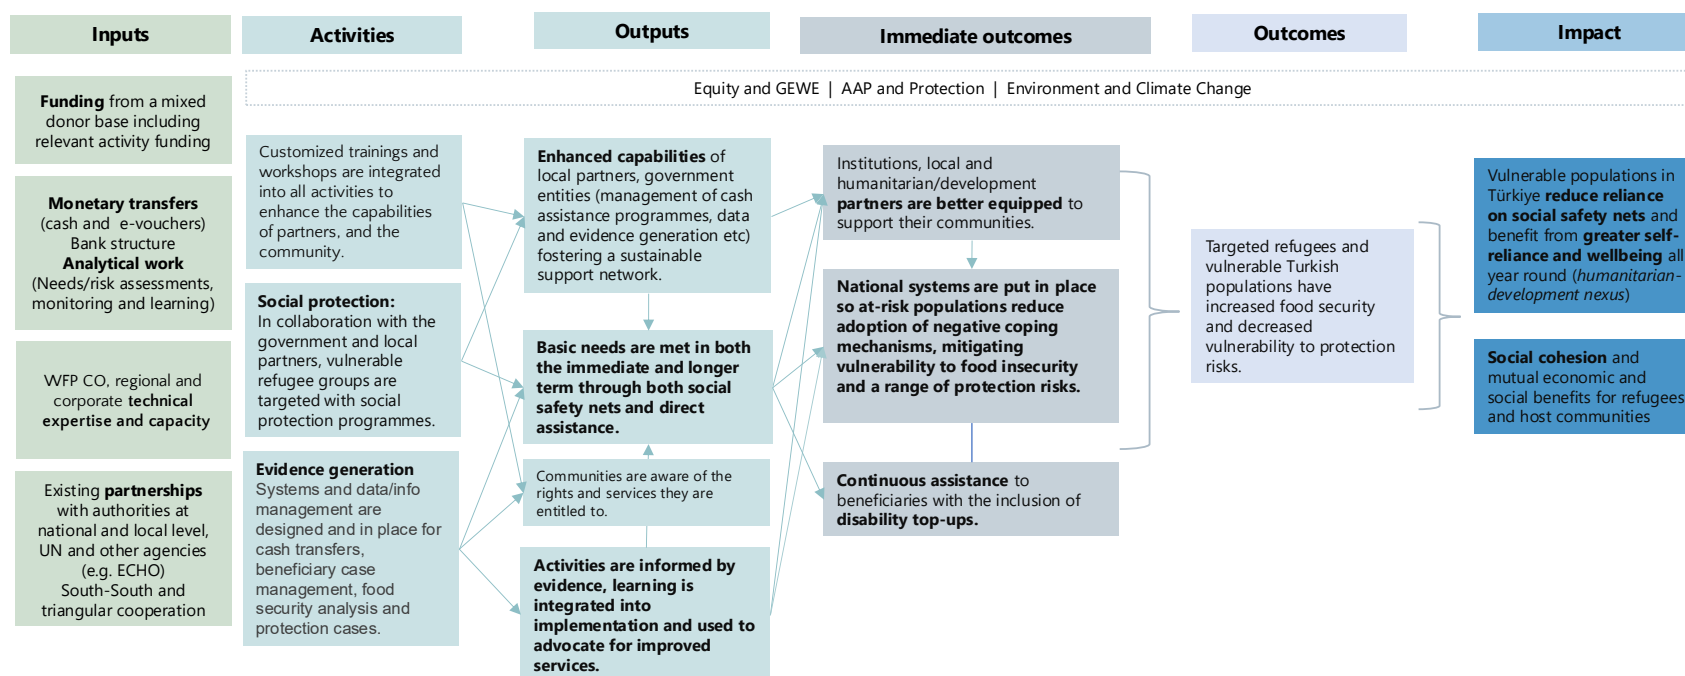 Inputs
Activities
Outputs
Immediate outcomes
Outcomes
Impact
Equity and GEWE | AAP and Protection | Environment and Climate Change
Funding from a mixed
donor base including
relevant activity funding
Monetary transfers
(cash and e-vouchers)
Bank structure
Analytical work
(Needs/risk assessments,
monitoring and learning)
WFP CO, regional and
corporate technical
expertise and capacity
Existing partnerships
with authorities at
national and local level,
UN and other agencies
(e.g. ECHO)
South-South and
triangular cooperation
Customized trainings and
workshops are integrated
into all activities to
enhance the capabilities
of partners, and the
community.
Social protection:
In collaboration with the
government and local
partners, vulnerable
refugee groups are
targeted with social
protection programmes.
Evidence generation
Systems and data/info
management are
designed and in place for
cash transfers,
beneficiary case
management, food
security analysis and
protection cases.
Enhanced capabilities of
local partners, government
entities (management of cash
assistance programmes, data
and evidence generation etc)
fostering a sustainable
support network.
Basic needs are met in both
the immediate and longer
term through both social
safety nets and direct
assistance.
Communities are aware of the
rights and services they are
entitled to.
Activities are informed by
evidence, learning is
integrated into
implementation and used to
advocate for improved
services.
Institutions, local and
humanitarian/development
partners are better equipped to
support their communities.
National systems are put in place
so at-risk populations reduce
adoption of negative coping
mechanisms, mitigating
vulnerability to food insecurity
and a range of protection risks.
Continuous assistance to
beneficiaries with the inclusion of
disability top-ups.
Targeted refugees and
vulnerable Turkish
populations have
increased food security
and decreased
vulnerability to protection
risks.
Vulnerable populations in
Türkiye reduce reliance
on social safety nets and
benefit from greater self-
reliance and wellbeing all
year round (humanitarian-
development nexus)
Social cohesion and
mutual economic and
social benefits for refugees
and host communities